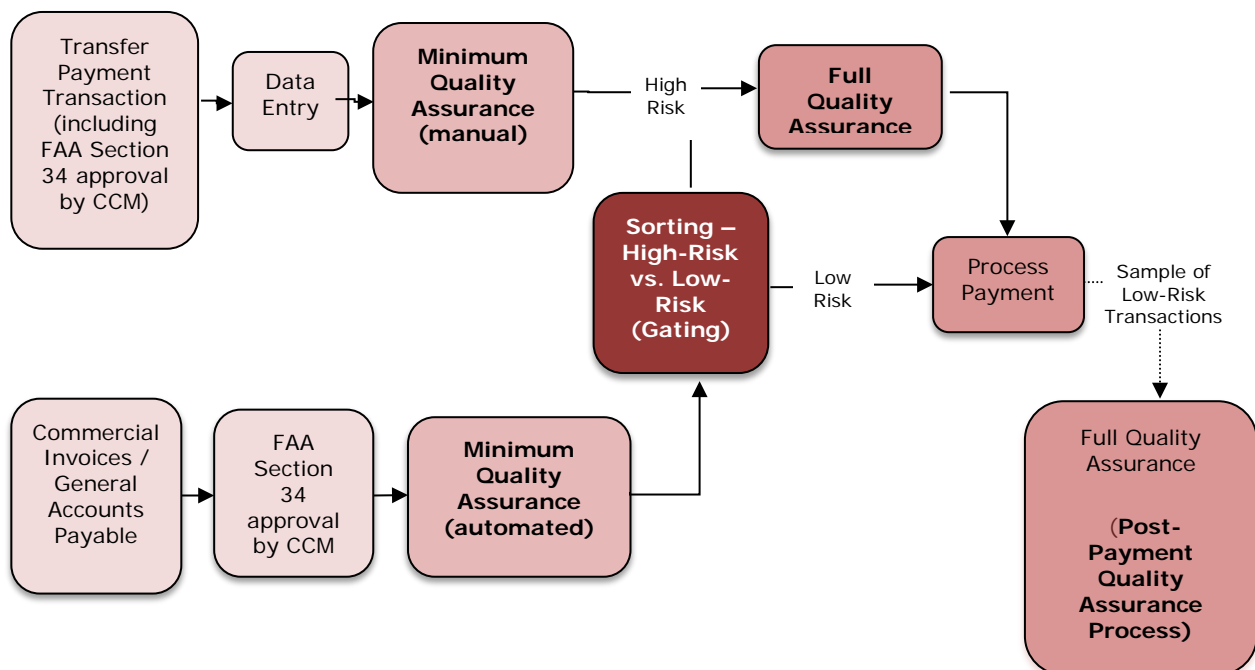 Transfer
Payment
Transaction
(including
FAA Section
34 approval
by CCM)
Data
Entry
Minimum
Quality
Assurance
(manual)
High
Risk
Full
Quality
Assurance
Sorting –
High-Risk
vs. Low-
Risk
(Gating)
Low
Risk
Process
Payment
Sample of
Low-Risk
Transactions
Commercial
Invoices /
General
Accounts
Payable
FAA
Section
34
approval
by CCM
Minimum
Quality
Assurance
(automated)
Full Quality
Assurance
(Post-
Payment
Quality
Assurance
Process)